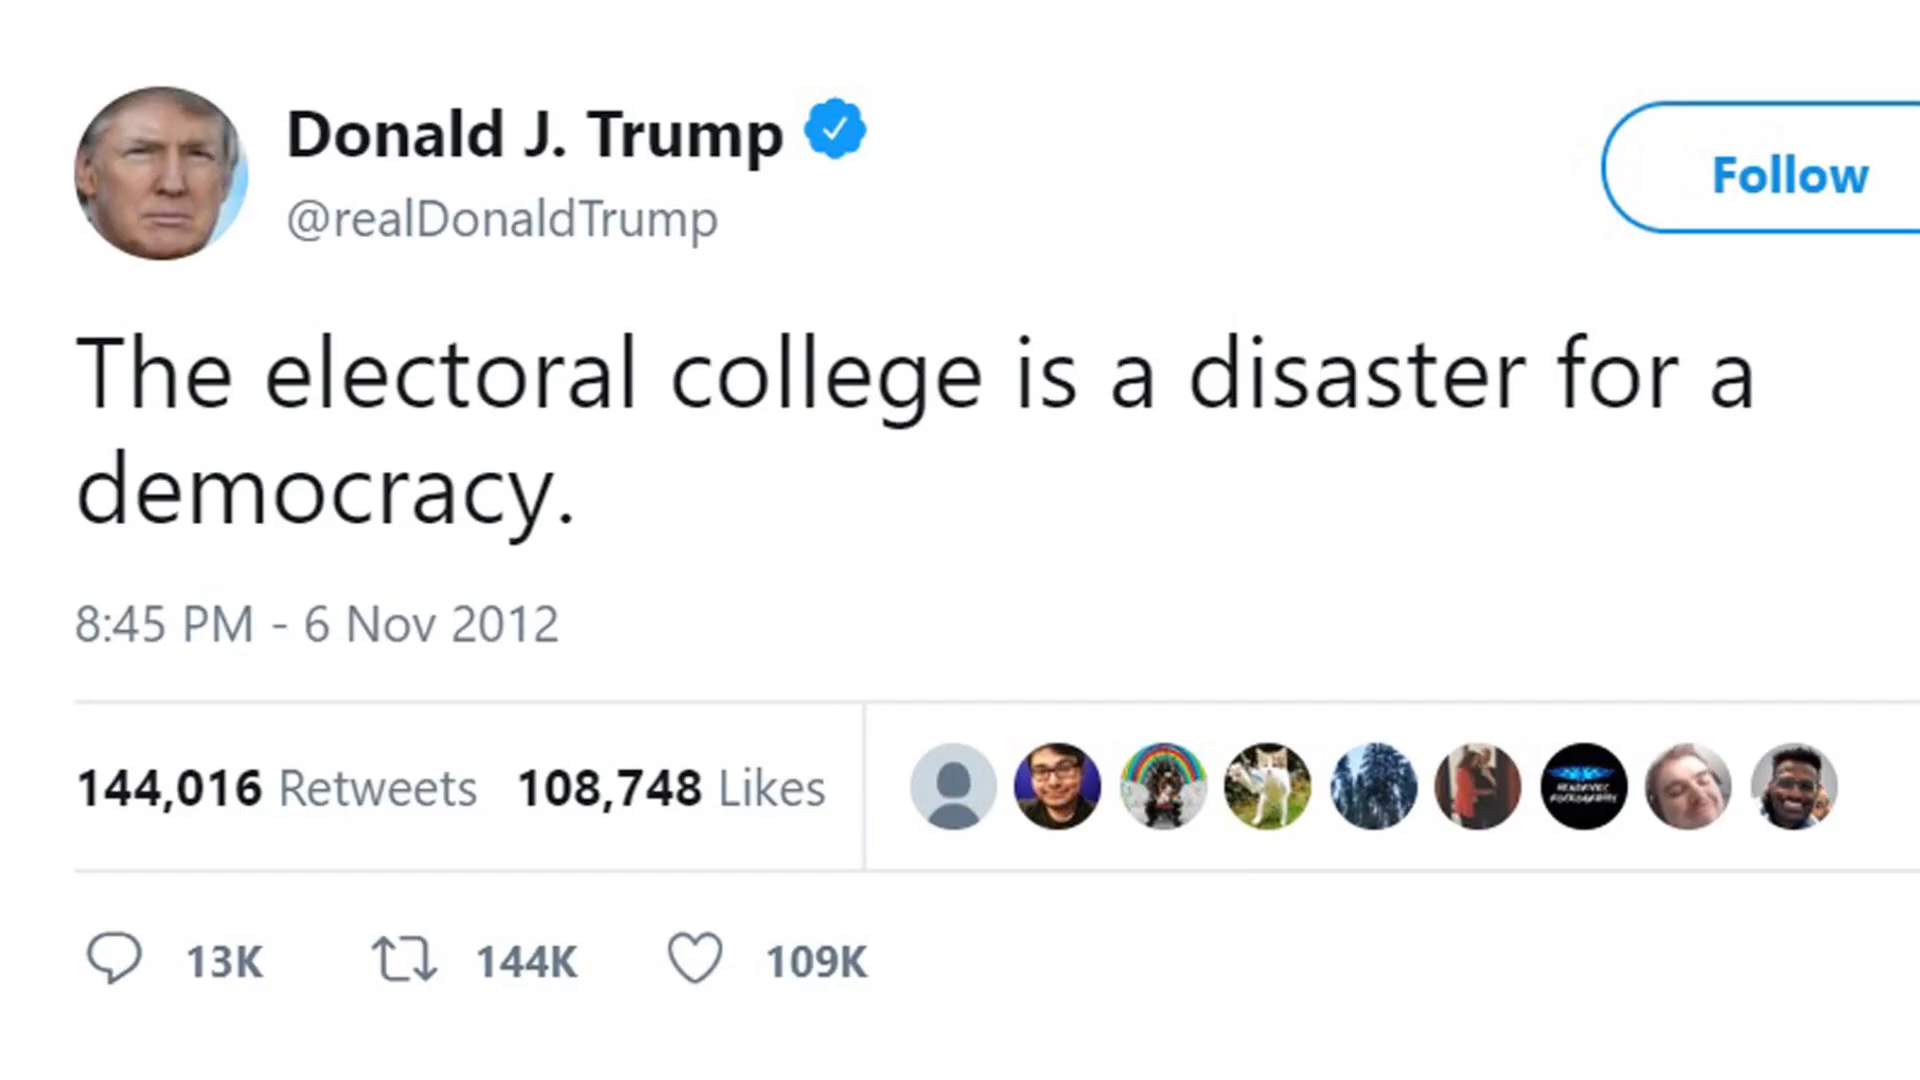 Donald J. Trump
@realDonaldTrump
Follow
The electoral college is a disaster for a
democracy.
8:45 PM - 6 Nov 2012
144,016 Retweets 108,748 Likes
13K 144K 109K